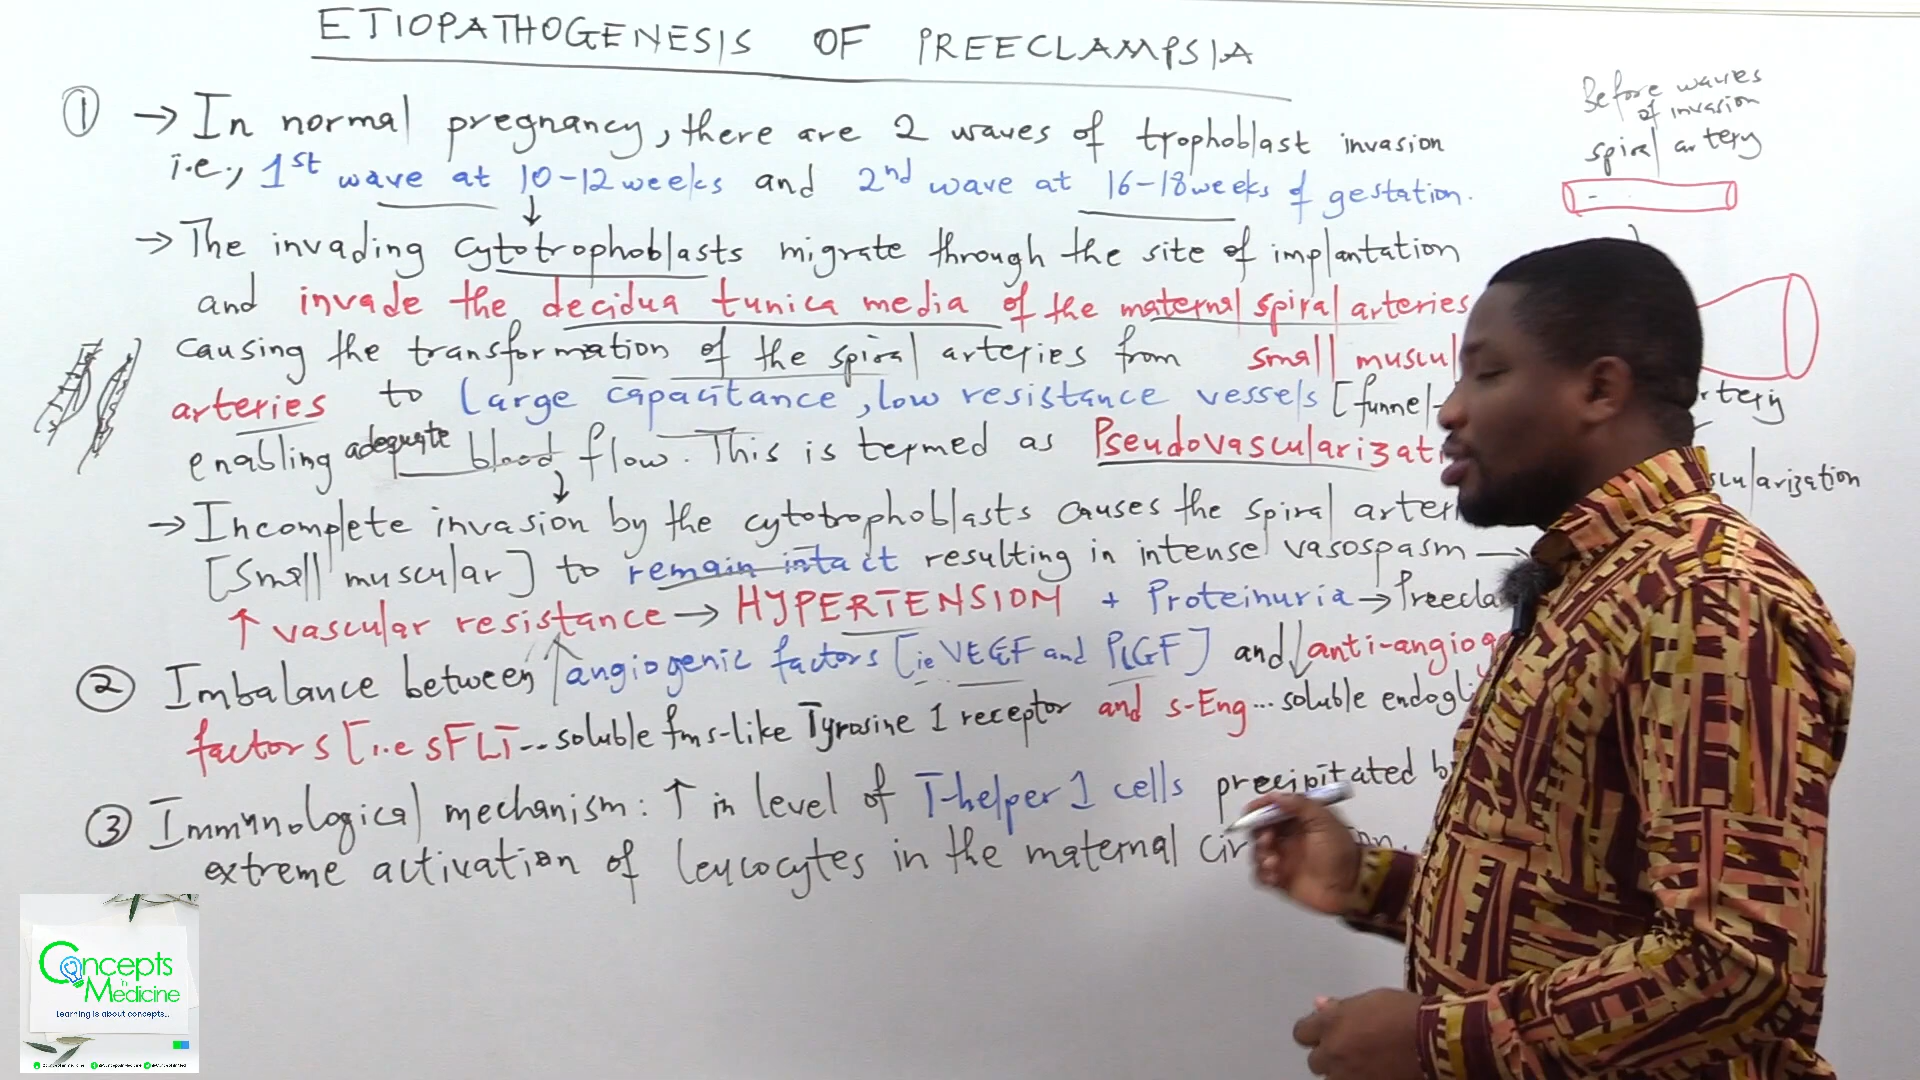 ETIOPATHOGENESIS OF PREECLAMPSIA
① → In normal pregnancy, there are 2 waves of trophoblast invasion
i.e., 1st wave at 10-12 weeks and 2nd wave at 16-18 weeks of gestation.
→ The invading cytotrophoblasts migrate through the site of implantation
and invade the decidua tunica media of the maternal spiral arteries
causing the transformation of the spiral arteries from small muscul
arteries to large capacitance, low resistance vessels [funnel-
enabling adequate blood flow. This is termed as Pseudovascularizati
→ Incomplete invasion by the cytotrophoblasts causes the spiral arter
[Small muscular] to remain intact resulting in intense vasospasm →
↑ vascular resistance → HYPERTENSION + Proteinuria → Preecla
② Imbalance between ↑ angiogenic factors [ie VEGF and PlGF] and ↓ anti-angiog
factors [i.e sFLT-- soluble fms-like Tyrosine 1 receptor and s-Eng... soluble endogli
③ Immunological mechanism: ↑ in level of T-helper 1 cells precipitated b
extreme activation of leucocytes in the maternal cir on.
Before waves
of invasion
spiral artery
rtery
scularization
Concepts
in
Medicine
Learning is about concepts...